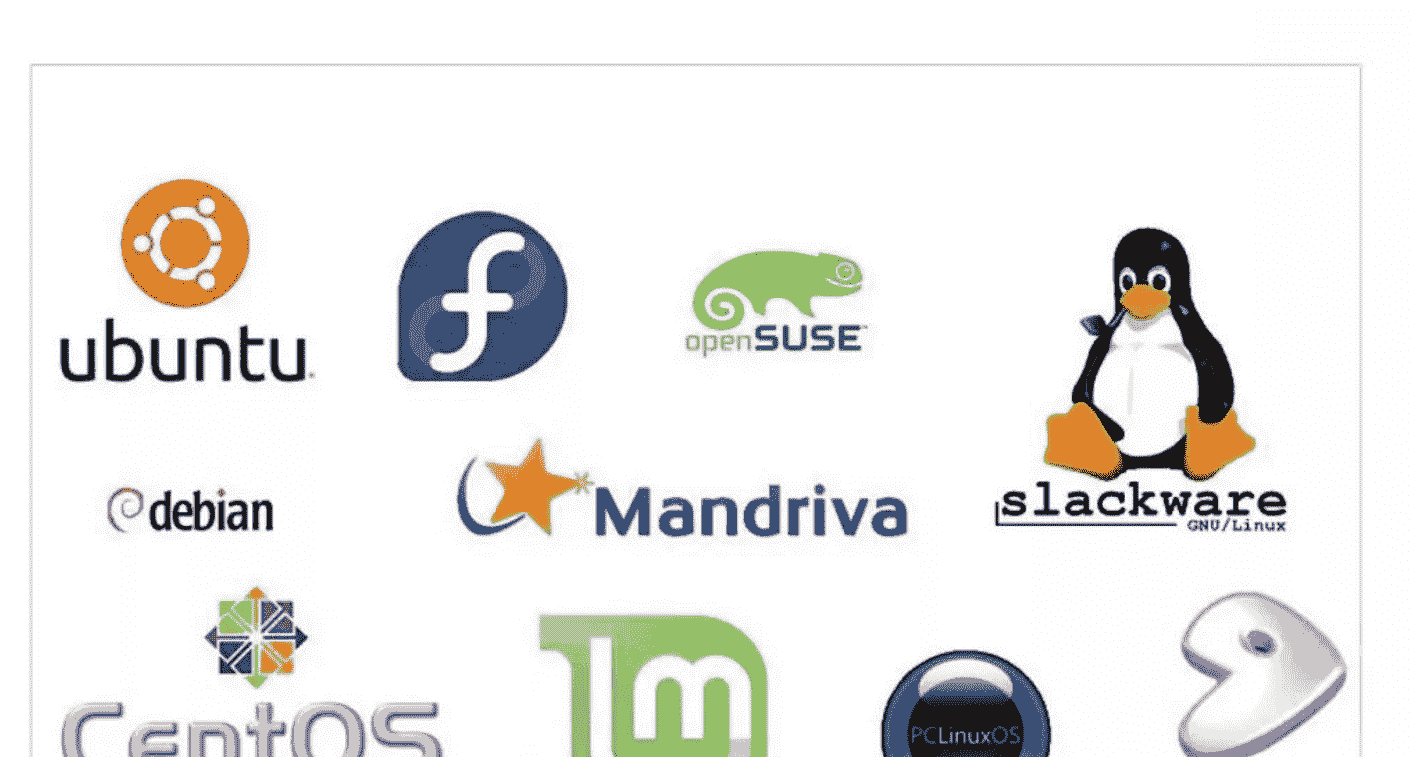 ubuntu
openSUSE
debian
Mandriva
slackware
GNU/Linux
CentOS
PCLinuxOS